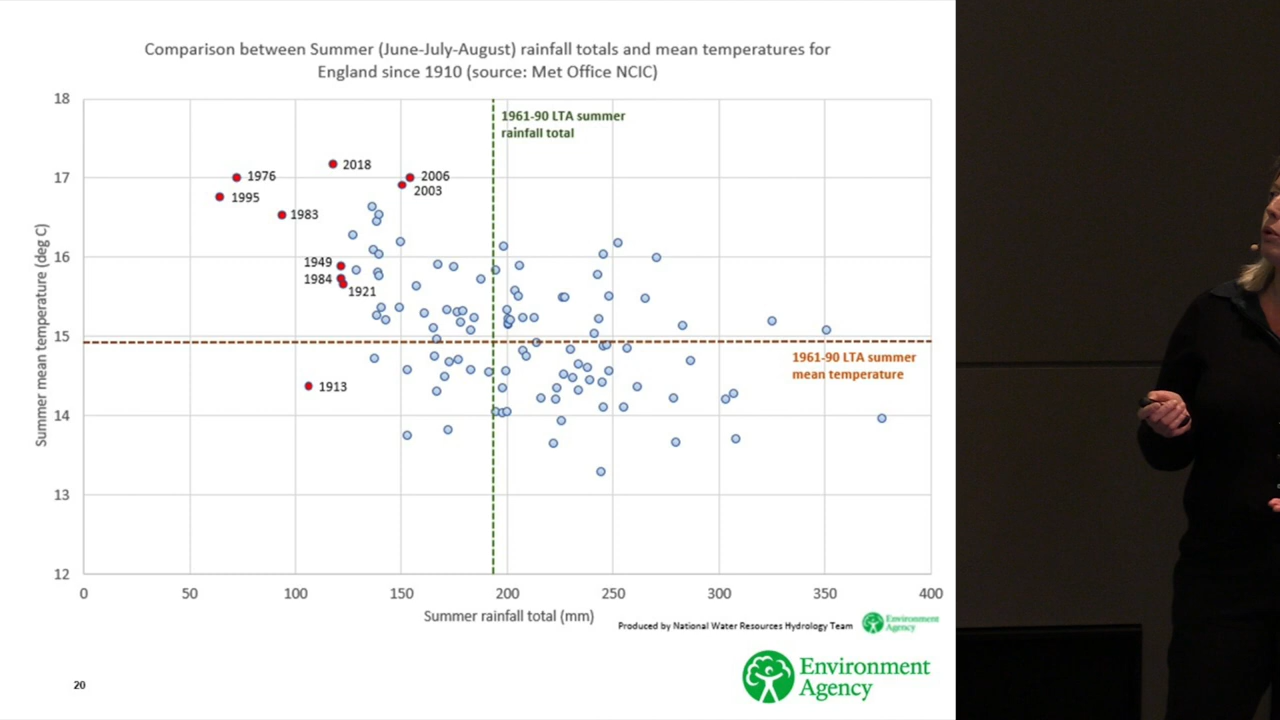 Comparison between Summer (June-July-August) rainfall totals and mean temperatures for
England since 1910 (source: Met Office NCIC)
18
17
16
15
14
13
12
Summer mean temperature (deg C)
1961-90 LTA summer
rainfall total
2018
1976
2006
2003
1995
1983
1949
1984
1921
1913
1961-90 LTA summer
mean temperature
0
50
100
150
200
250
300
350
400
Summer rainfall total (mm)
Produced by National Water Resources Hydrology Team
Environment
Agency
Environment
Agency
20